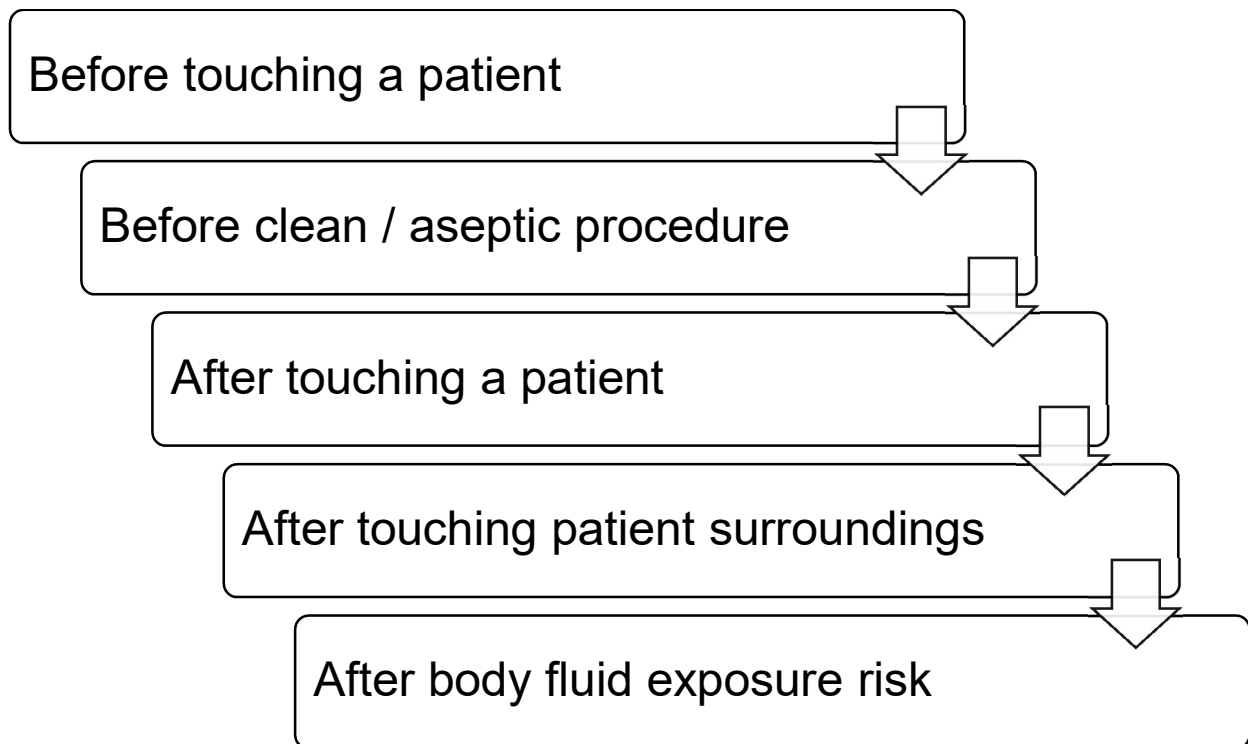 Before touching a patient
Before clean / aseptic procedure
After touching a patient
After touching patient surroundings
After body fluid exposure risk